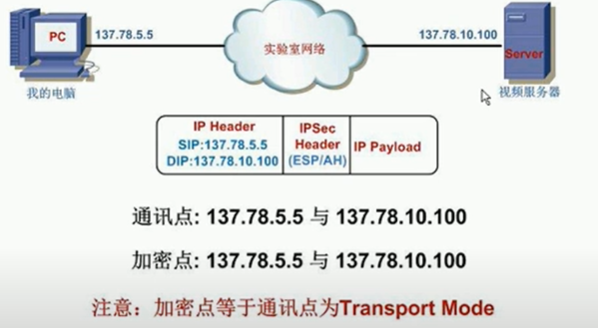 PC
137.78.5.5
实验室网络
137.78.10.100
Server
我的电脑
视频服务器
IP Header
SIP:137.78.5.5
DIP:137.78.10.100
IPSec
Header
(ESP/AH)
IP Payload
通讯点: 137.78.5.5 与 137.78.10.100
加密点: 137.78.5.5 与 137.78.10.100
注意：加密点等于通讯点为Transport Mode